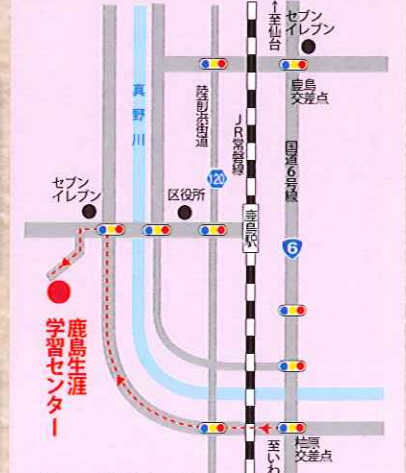 ↑至仙台
セブン
イレブン
鹿島
交差点
真野川
陸前浜街道
JR常磐線
国道6号線
120
セブン
イレブン
区役所
鹿島駅
6
鹿島生涯
学習センター
交差点
至いわ